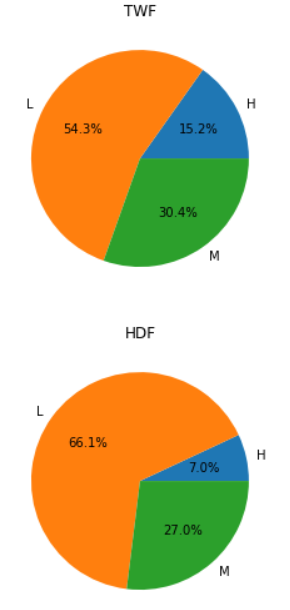 TWF
L
H
54.3%
15.2%
30.4%
M
HDF
L
66.1%
H
7.0%
27.0%
M